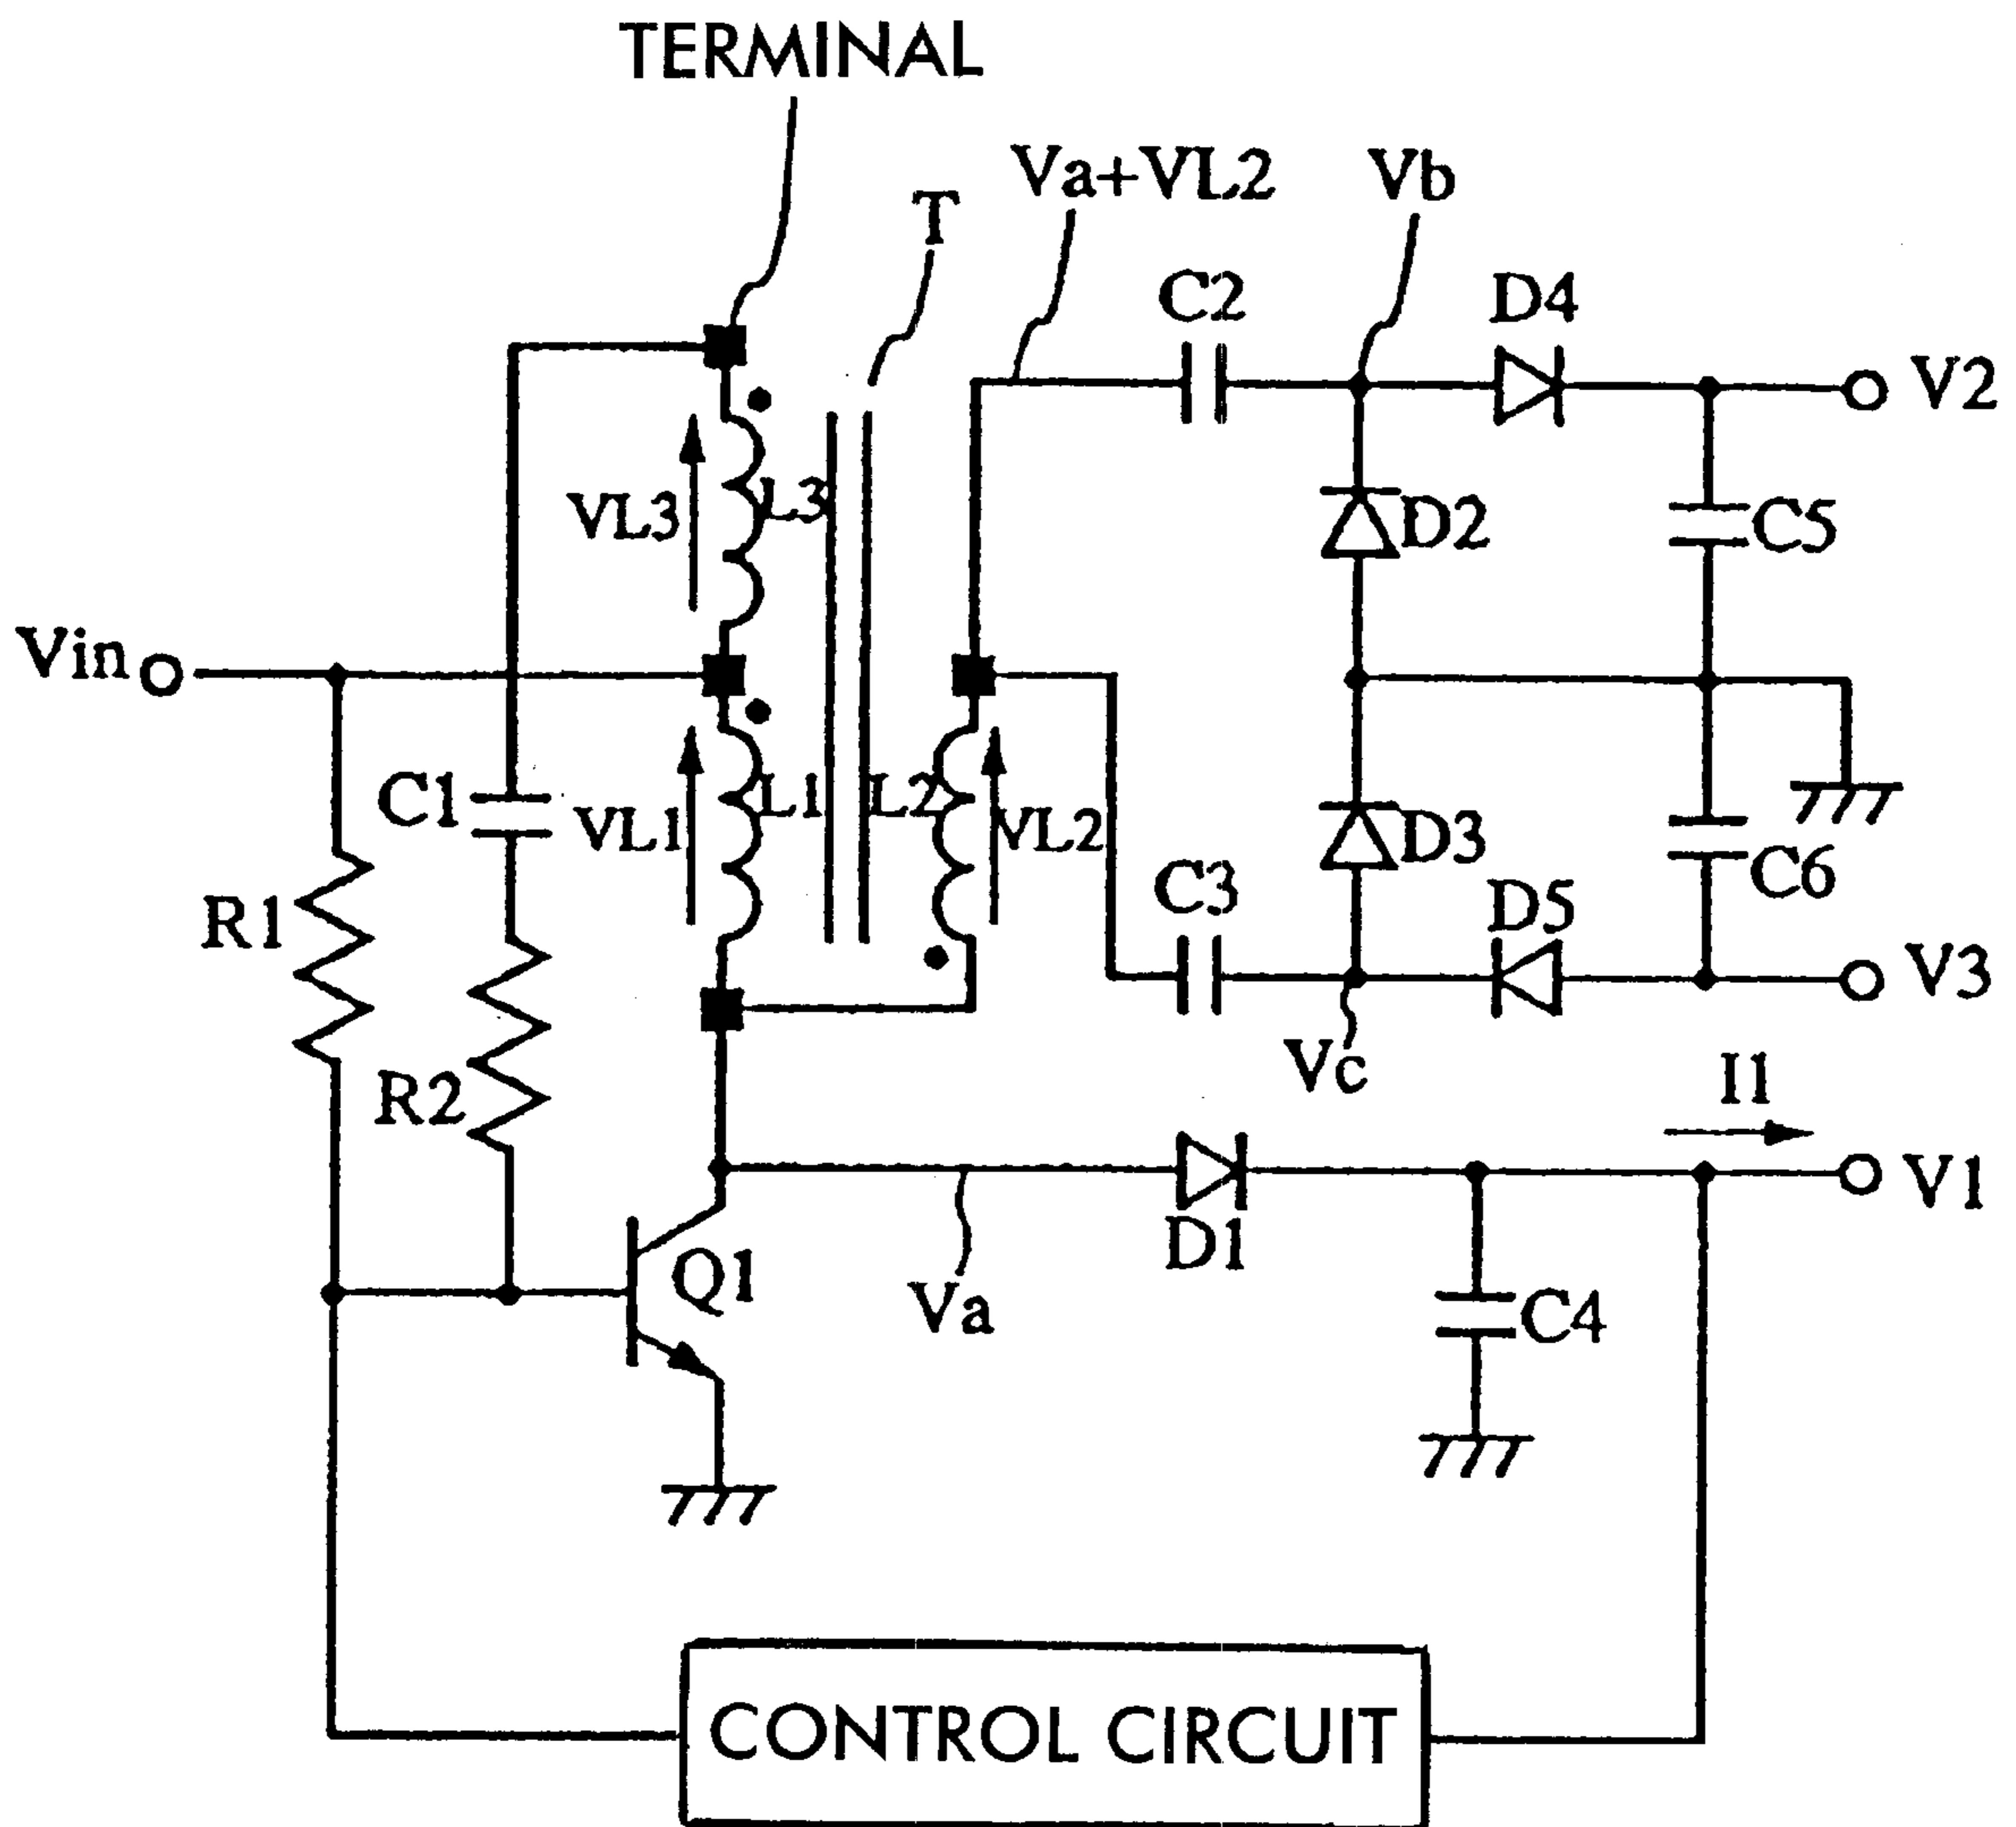 TERMINAL
T
Va+VL2
Vb
C2
D4
V2
VL3
L3
D2
C5
Vin
C1
VL1
L1
L2
VL2
D3
C6
R1
C3
D5
V3
R2
Vc
I1
V1
D1
Q1
Va
C4
CONTROL CIRCUIT